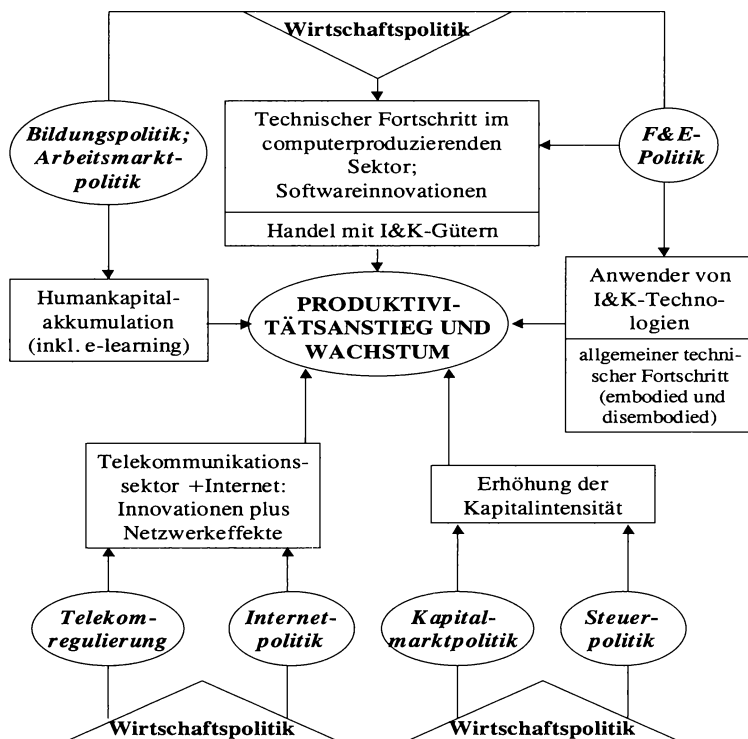 Wirtschaftspolitik
Bildungspolitik;
Arbeitsmarkt-
politik
Technischer Fortschritt im
computerproduzierenden
Sektor;
Softwareinnovationen
Handel mit I&K-Gütern
F&E-
Politik
Humankapital-
akkumulation
(inkl. e-learning)
PRODUKTIVI-
TÄTSANSTIEG UND
WACHSTUM
Anwender von
I&K-Techno-
logien
allgemeiner techni-
scher Fortschritt
(embodied und
disembodied)
Telekommunikations-
sektor +Internet:
Innovationen plus
Netzwerkeffekte
Erhöhung der
Kapitalintensität
Telekom-
regulierung
Internet-
politik
Kapital-
marktpolitik
Steuer-
politik
Wirtschaftspolitik
Wirtschaftspolitik